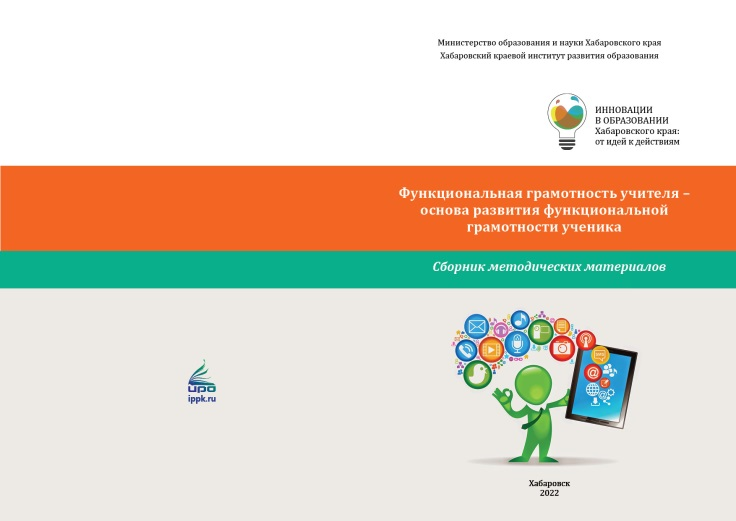 Министерство образования и науки Хабаровского края
Хабаровский краевой институт развития образования
ИННОВАЦИИ
В ОБРАЗОВАНИИ
Хабаровского края:
от идей к действиям
Функциональная грамотность учителя –
основа развития функциональной
грамотности ученика
Сборник методических материалов
иро
ippk.ru
Хабаровск
2022